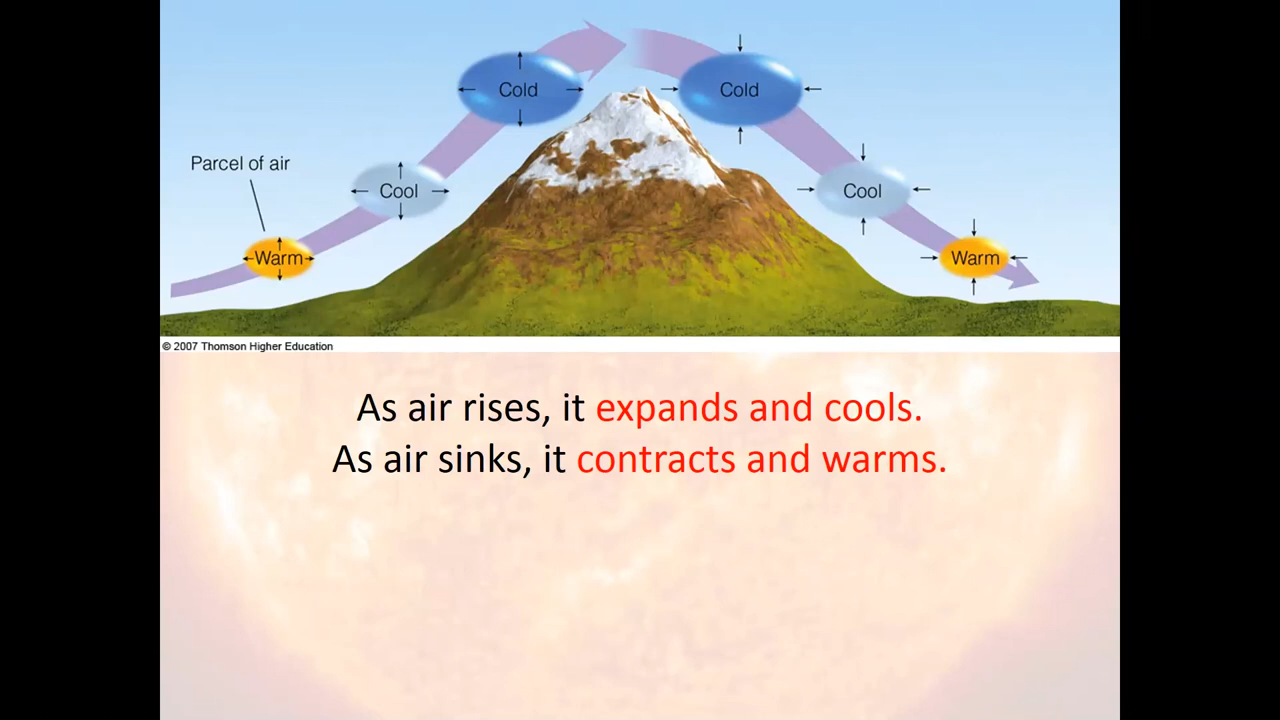 Cold
Cold
Parcel of air
Cool
Cool
Warm
Warm
© 2007 Thomson Higher Education
As air rises, it expands and cools.
As air sinks, it contracts and warms.